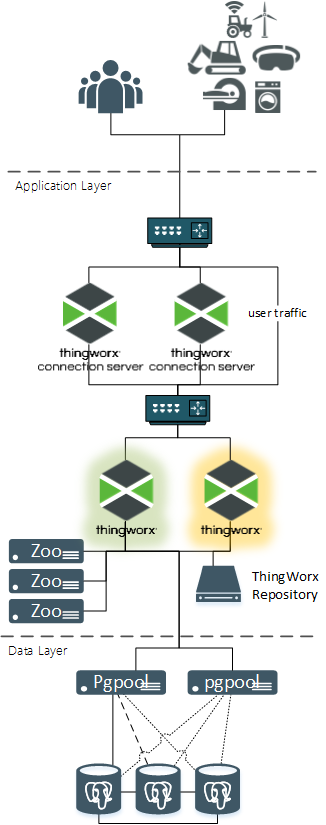 Application Layer
user traffic
thingworx
connection server
thingworx
connection server
thingworx
thingworx
Zoo
Zoo
Zoo
ThingWorx
Repository
Data Layer
Pgpool
pgpool